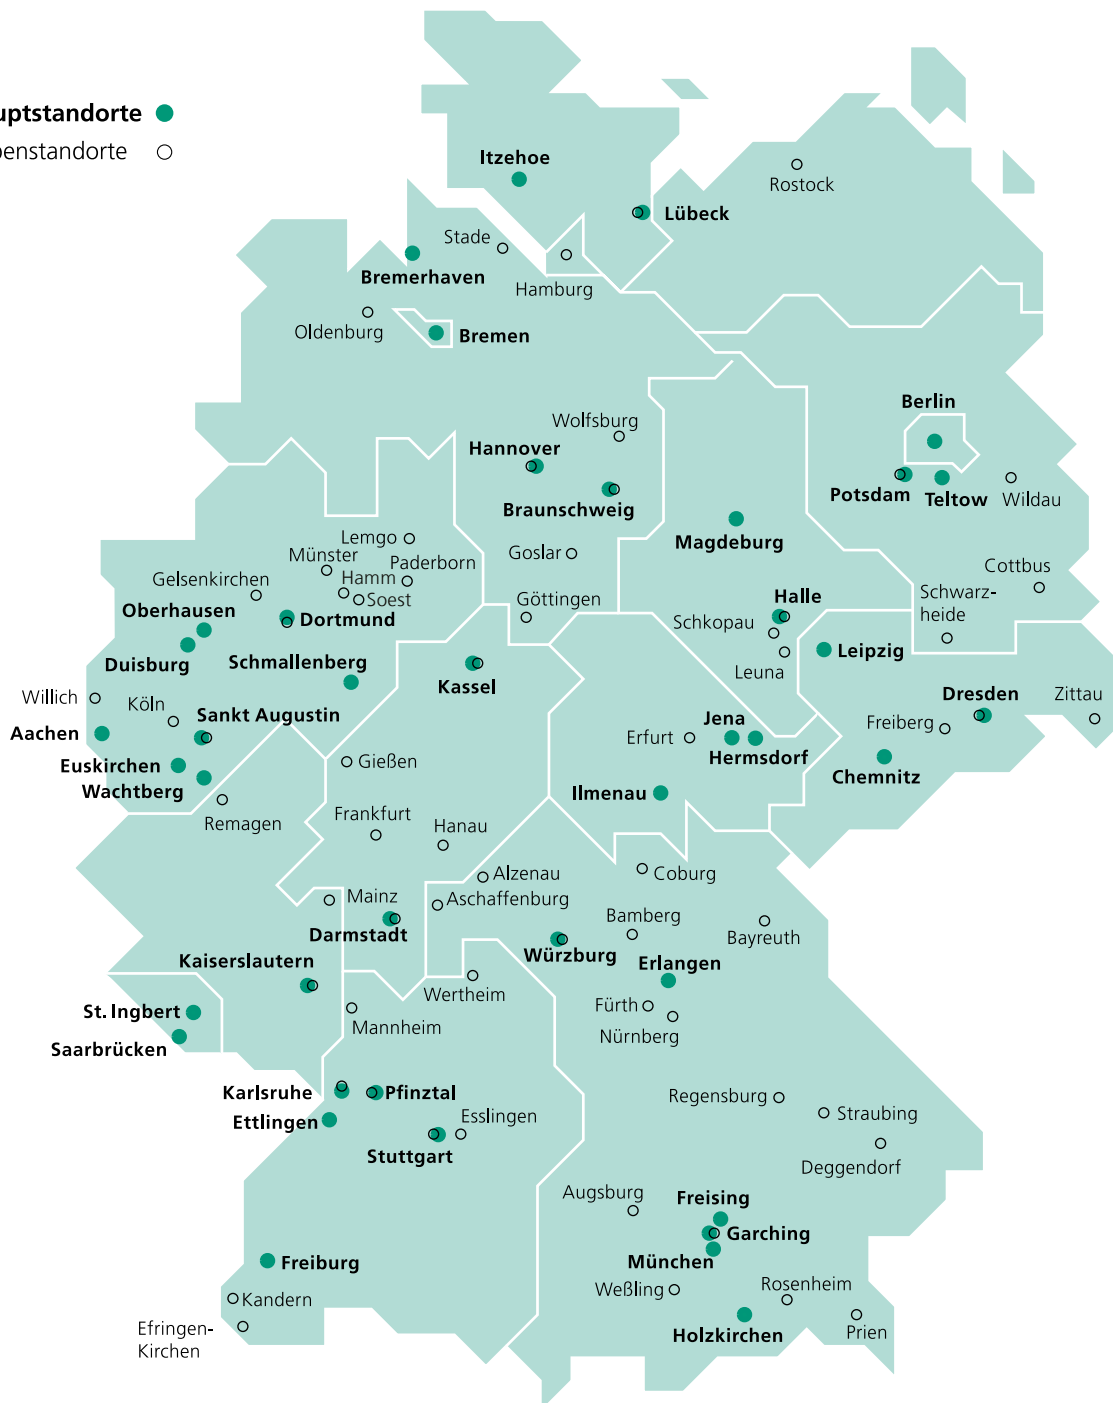 uptstandorte
enstandorte
Itzehoe
Rostock
Lübeck
Stade
Bremerhaven
Hamburg
Oldenburg
Bremen
Berlin
Wolfsburg
Hannover
Potsdam
Teltow
Wildau
Braunschweig
Magdeburg
Lemgo
Münster
Paderborn
Goslar
Cottbus
Gelsenkirchen
Hamm
Soest
Göttingen
Halle
Schwarz-
heide
Oberhausen
Dortmund
Schkopau
Duisburg
Schmallenberg
Kassel
Leuna
Leipzig
Willich
Köln
Sankt Augustin
Dresden
Zittau
Aachen
Jena
Erfurt
Freiberg
Hermsdorf
Euskirchen
Gießen
Chemnitz
Wachtberg
Ilmenau
Remagen
Frankfurt
Hanau
Alzenau
Coburg
Mainz
Aschaffenburg
Darmstadt
Bamberg
Bayreuth
Würzburg
Kaiserslautern
Erlangen
Wertheim
St. Ingbert
Fürth
Mannheim
Nürnberg
Saarbrücken
Karlsruhe
Pfinztal
Regensburg
Straubing
Ettlingen
Esslingen
Stuttgart
Deggendorf
Augsburg
Freising
Garching
Freiburg
München
Weßling
Rosenheim
Kandern
Efringen-
Kirchen
Holzkirchen
Prien